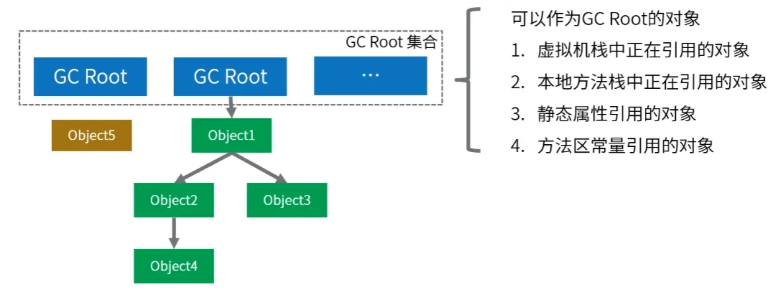 GC Root 集合
GC Root
GC Root
...
Object5
Object1
Object2
Object3
Object4
可以作为GC Root的对象
1. 虚拟机栈中正在引用的对象
2. 本地方法栈中正在引用的对象
3. 静态属性引用的对象
4. 方法区常量引用的对象